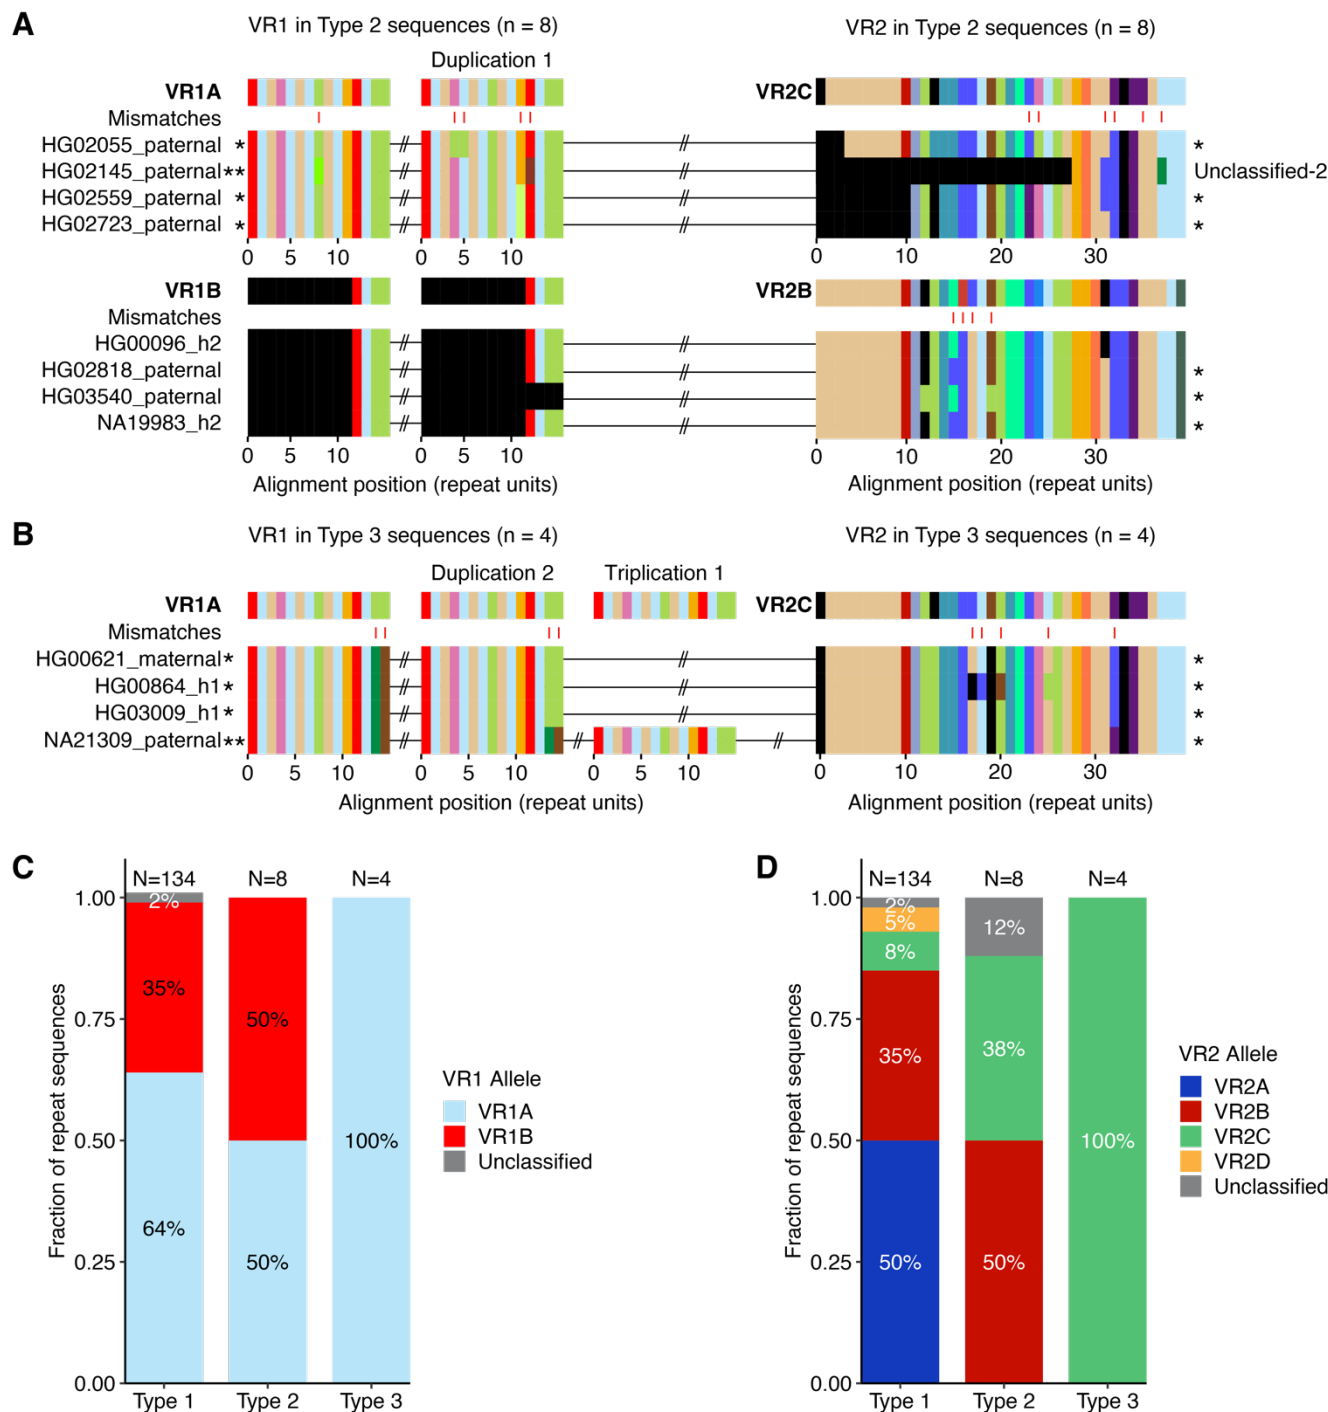 A
VR1 in Type 2 sequences (n = 8)
VR2 in Type 2 sequences (n = 8)
Duplication 1
VR1A
VR2C
Mismatches
HG02055_paternal * *
HG02145_paternal** Unclassified-2
HG02559_paternal * *
HG02723_paternal * *
0 5 10 0 5 10 0 10 20 30
VR1B
VR2B
Mismatches
HG00096_h2
HG02818_paternal *
HG03540_paternal *
NA19983_h2 *
0 5 10 0 5 10 0 10 20 30
Alignment position (repeat units) Alignment position (repeat units)
B
VR1 in Type 3 sequences (n = 4)
VR2 in Type 3 sequences (n = 4)
Duplication 2 Triplication 1
VR1A
VR2C
Mismatches
HG00621_maternal* *
HG00864_h1* *
HG03009_h1* *
NA21309_paternal** *
0 5 10 0 5 10 0 5 10 0 10 20 30
Alignment position (repeat units) Alignment position (repeat units)
C
N=134 N=8 N=4
1.00
0.75
0.50
0.25
0.00
Fraction of repeat sequences
2%
35%
64%
50%
50%
100%
Type 1 Type 2 Type 3
VR1 Allele
VR1A
VR1B
Unclassified
D
N=134 N=8 N=4
1.00
0.75
0.50
0.25
0.00
Fraction of repeat sequences
2%
5%
8%
35%
50%
12%
38%
50%
100%
Type 1 Type 2 Type 3
VR2 Allele
VR2A
VR2B
VR2C
VR2D
Unclassified